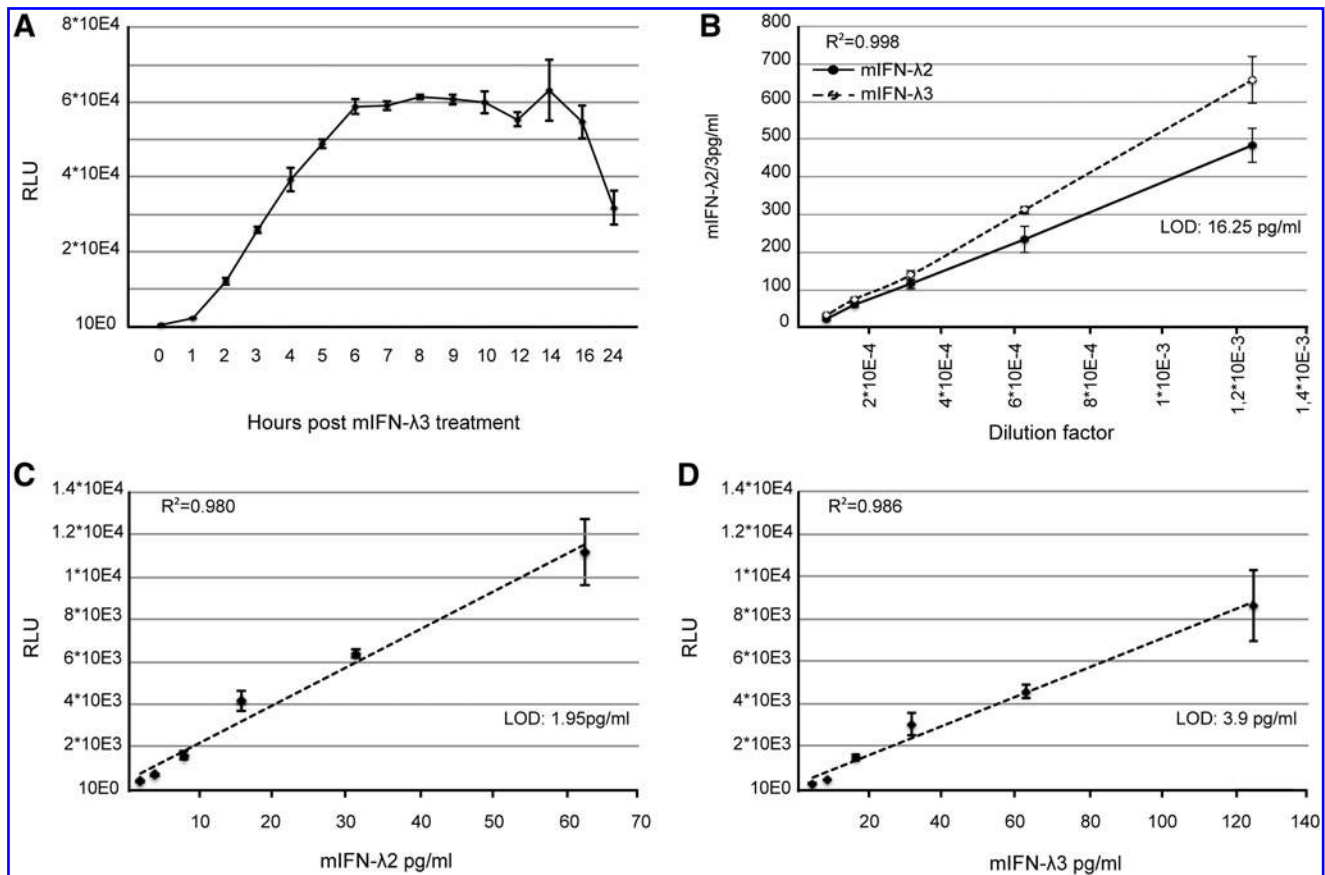 A
8*10E4
6*10E4
4*10E4
2*10E4
10E0
RLU
0 1 2 3 4 5 6 7 8 9 10 12 14 16 24
Hours post mIFN-λ3 treatment
B
800
700
600
500
400
300
200
100
0
mIFN-λ2/3pg/ml
R²=0.998
mIFN-λ2
mIFN-λ3
LOD: 16.25 pg/ml
2*10E-4
4*10E-4
6*10E-4
8*10E-4
1*10E-3
1,2*10E-3
1,4*10E-3
Dilution factor
C
1.4*10E4
1.2*10E4
1*10E4
8*10E3
6*10E3
4*10E3
2*10E3
10E0
RLU
R²=0.980
LOD: 1.95pg/ml
10 20 30 40 50 60 70
mIFN-λ2 pg/ml
D
1.4*10E4
1.2*10E4
1*10E4
8*10E3
6*10E3
4*10E3
2*10E3
10E0
RLU
R²=0.986
LOD: 3.9 pg/ml
20 40 60 80 100 120 140
mIFN-λ3 pg/ml